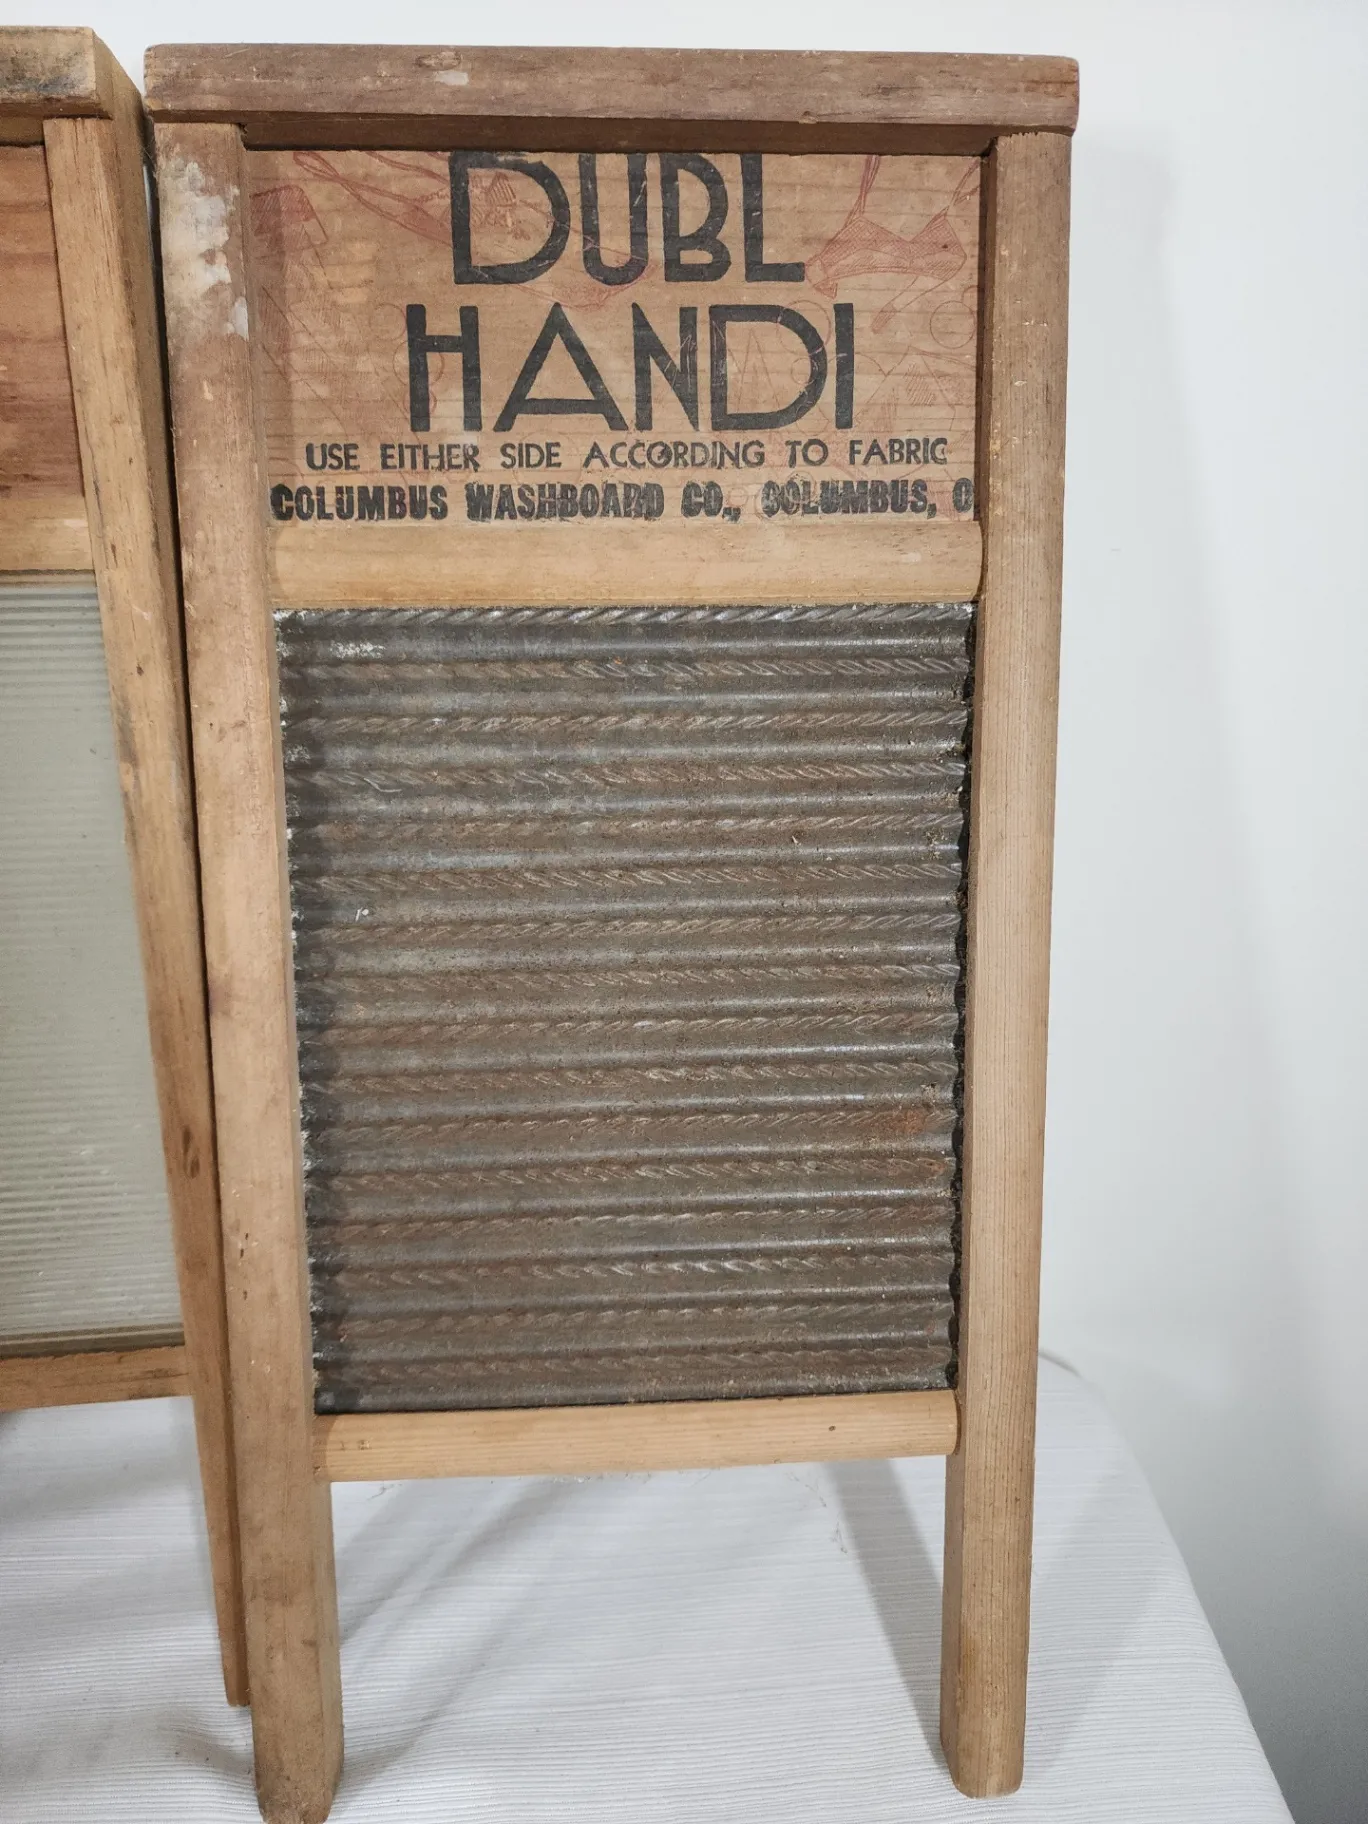 DUBL
HANDI
USE EITHER SIDE ACCORDING TO FABRIC
COLUMBUS WASHBOARD CO., COLUMBUS, O